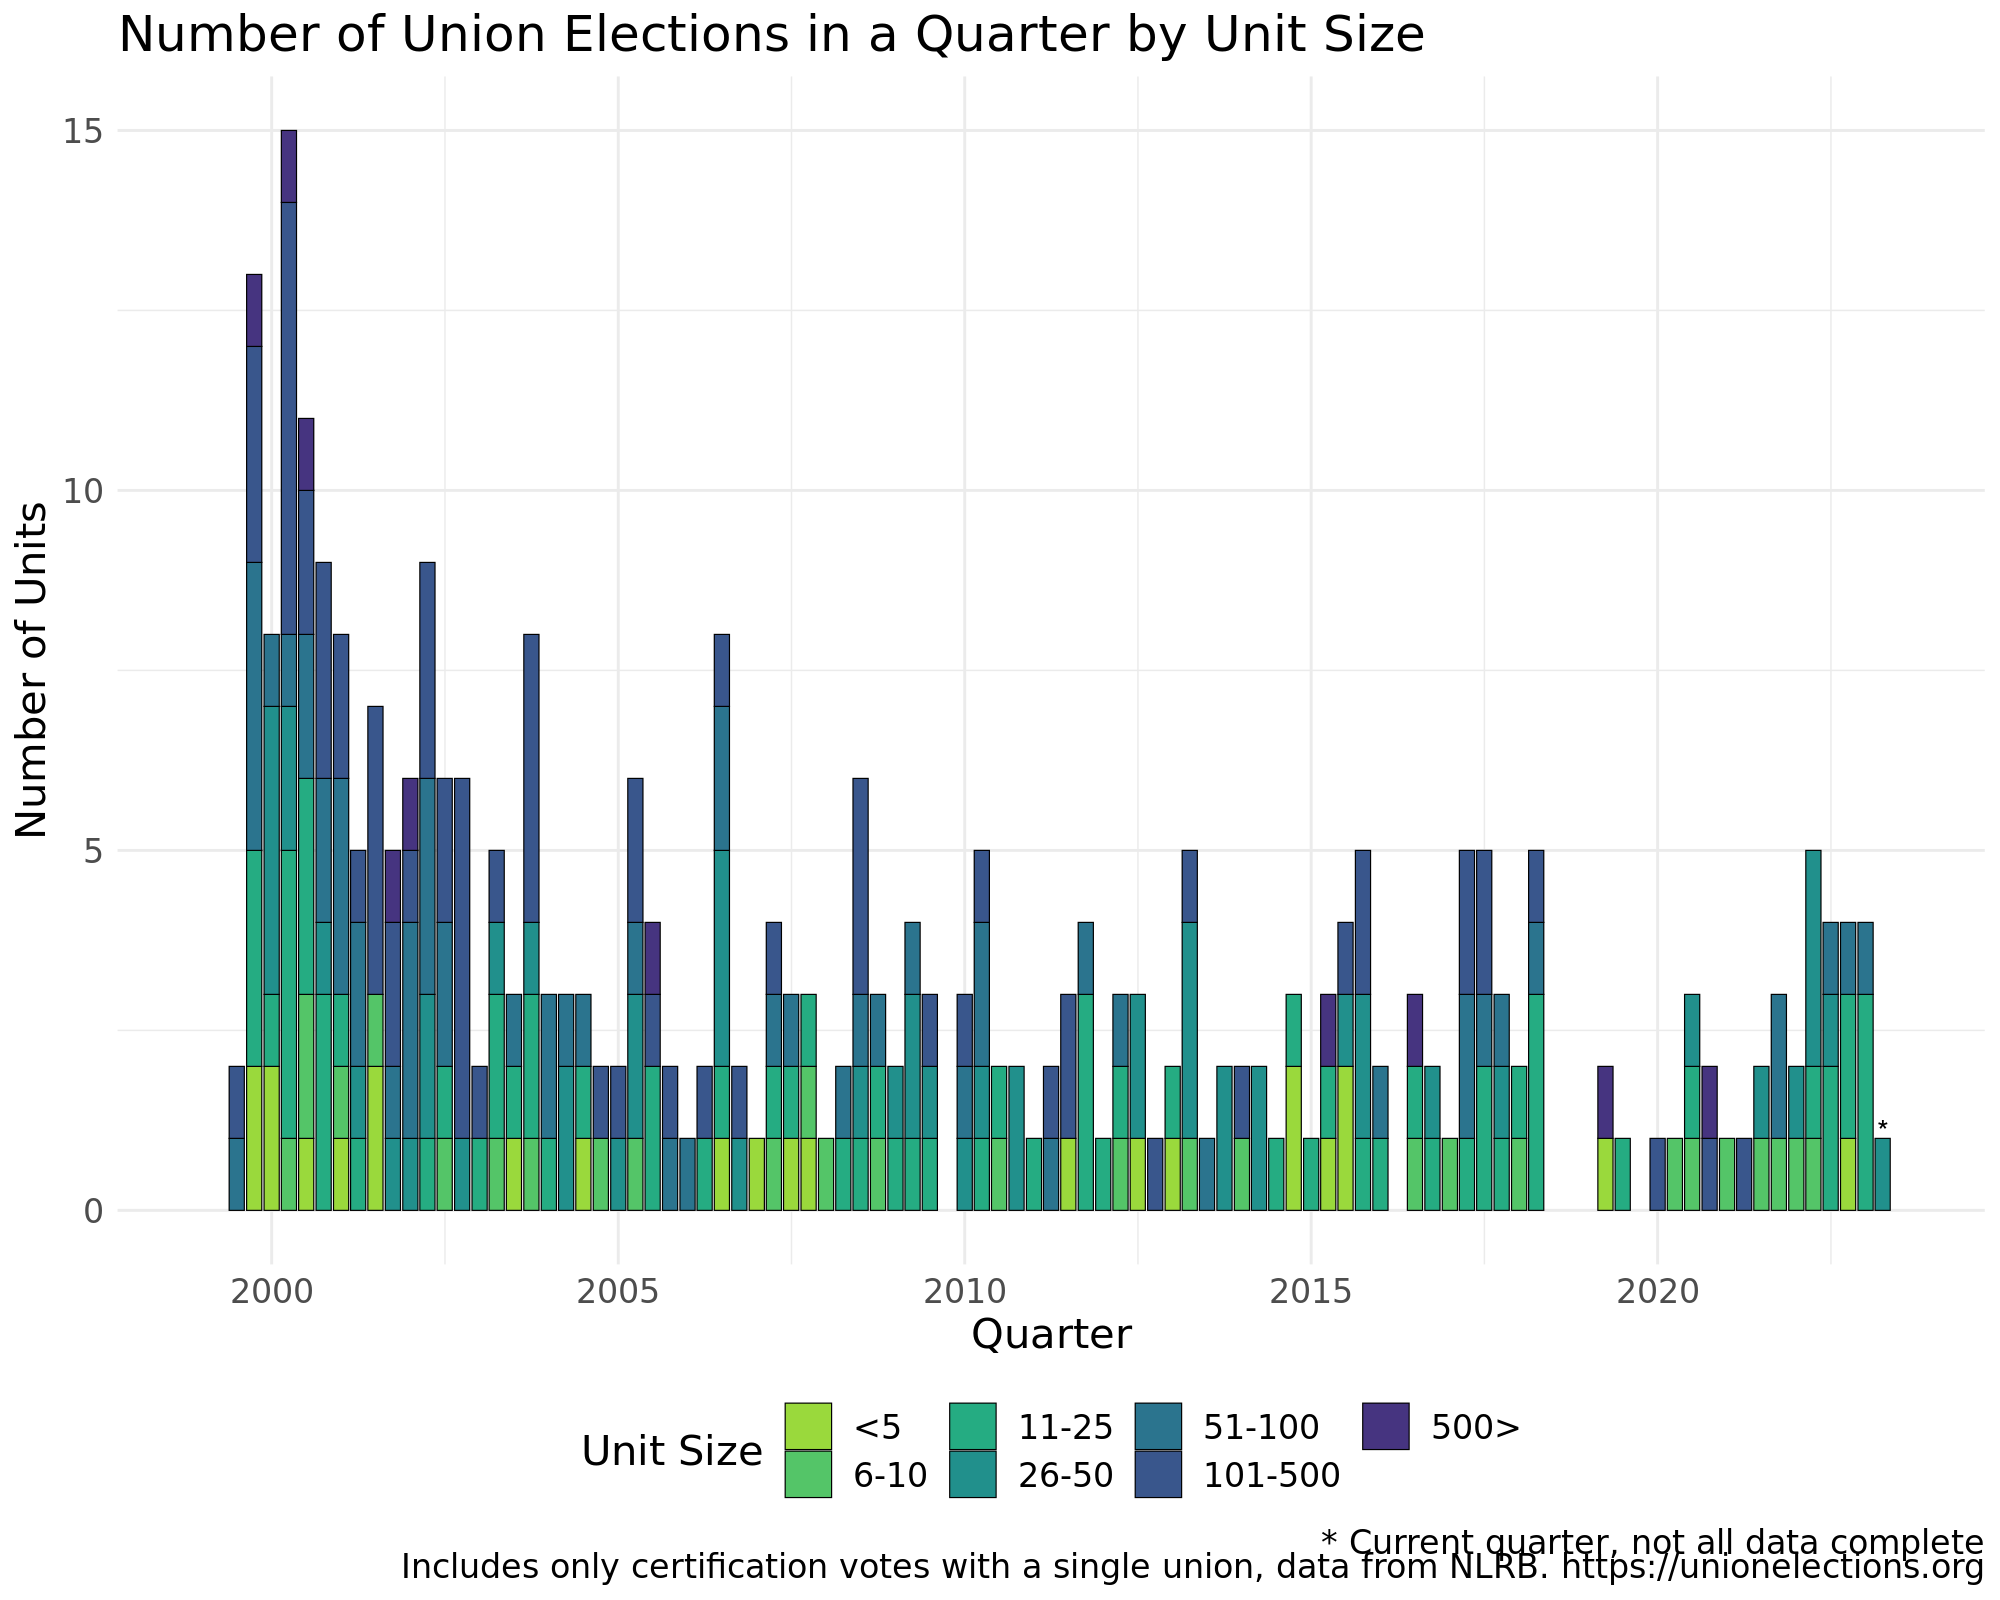 Number of Union Elections in a Quarter by Unit Size
Number of Units
15
10
5
0
*
2000 2005 2010 2015 2020
Quarter
Unit Size
<5 11-25 51-100 500>
6-10 26-50 101-500
* Current quarter, not all data complete
Includes only certification votes with a single union, data from NLRB. https://unionelections.org